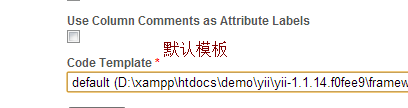 Use Column Comments as Attribute Labels
默认模板
Code Template *
default (D:\xampp\htdocs\demo\yii\yii-1.1.14.f0fee9\framew